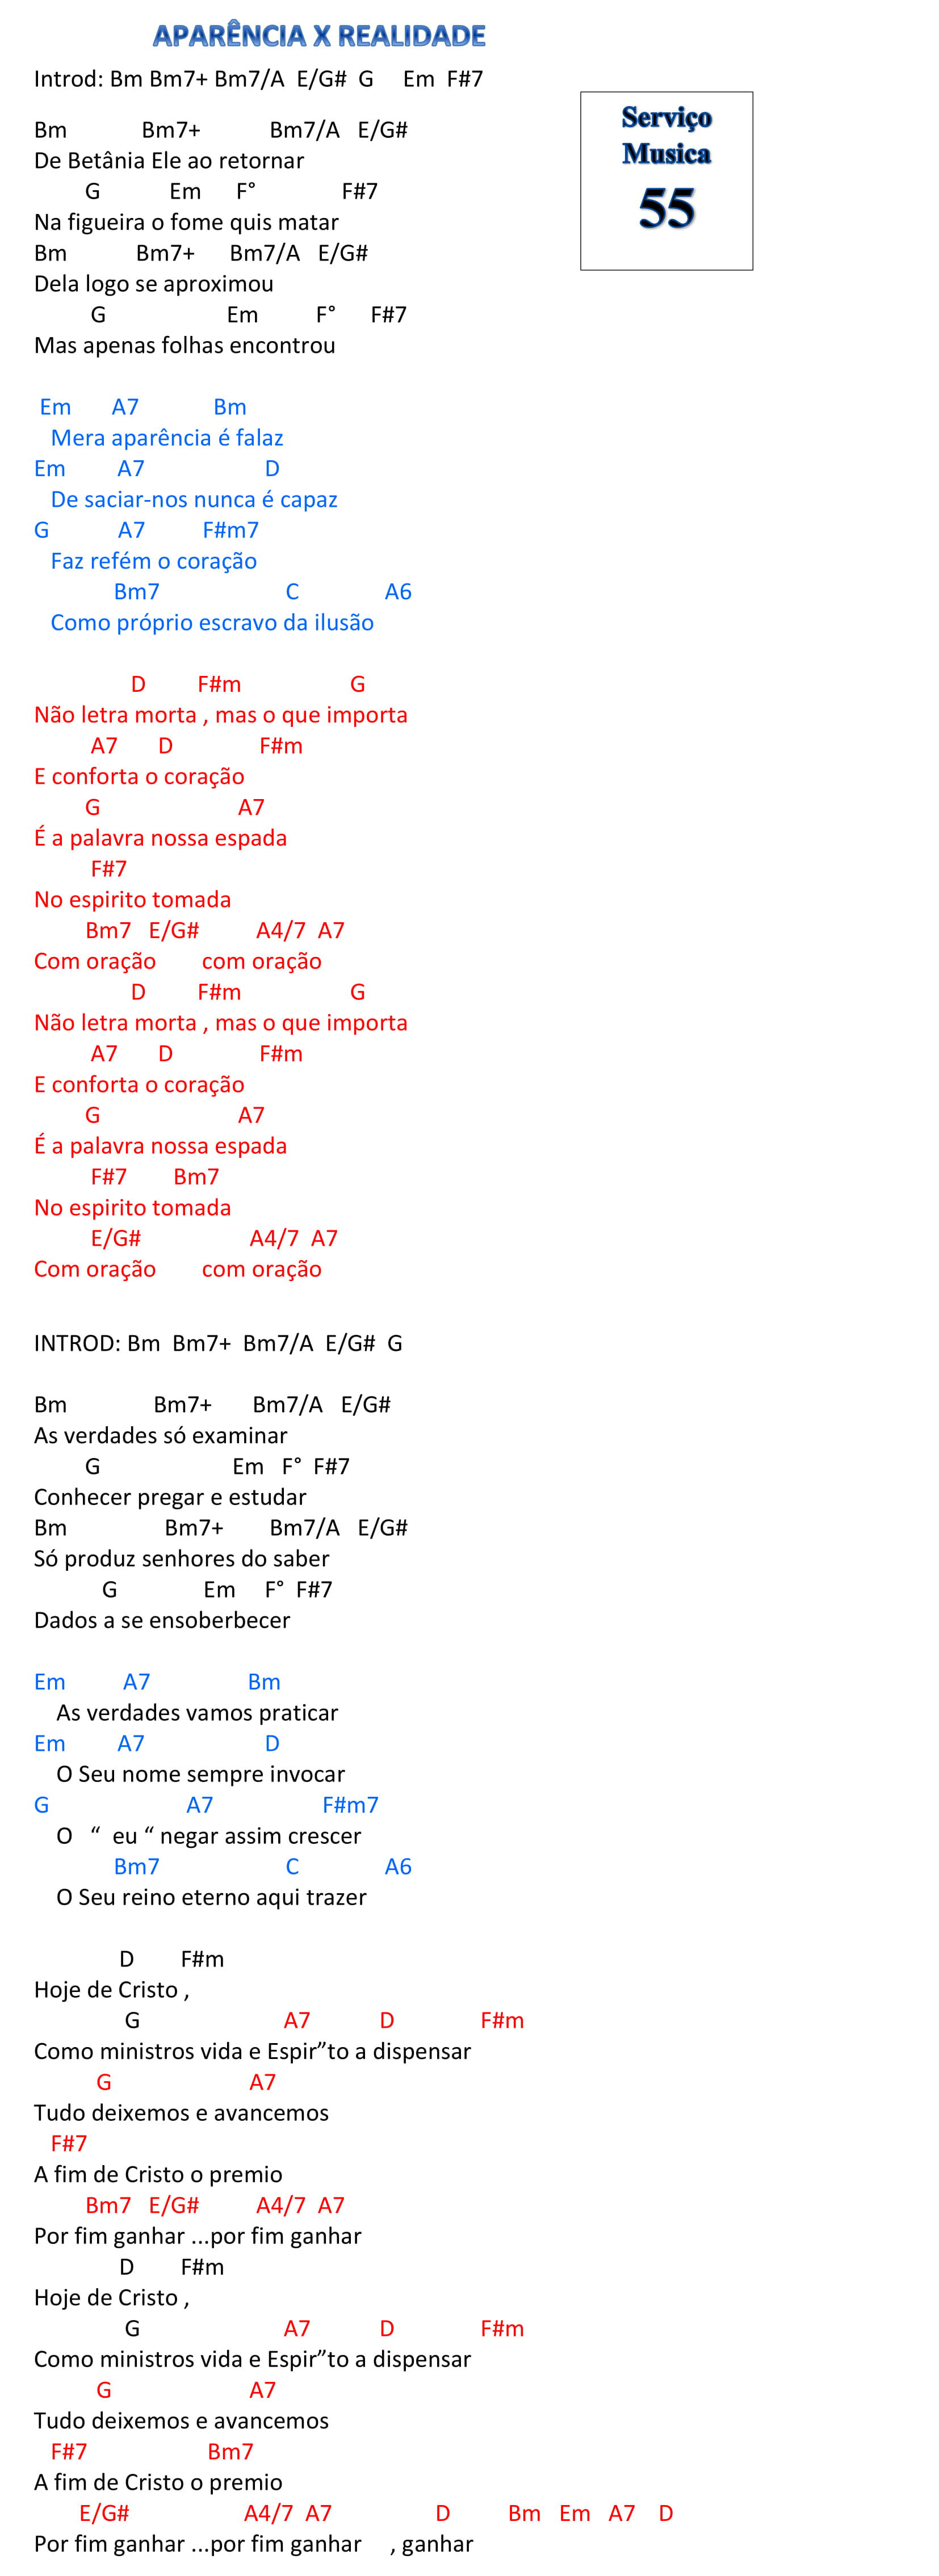 APARÊNCIA X REALIDADE
Introd: Bm Bm7+ Bm7/A  E/G#  G     Em  F#7
Serviço
Musica
55
Bm             Bm7+            Bm7/A   E/G#
De Betânia Ele ao retornar
G            Em      F°               F#7
Na figueira o fome quis matar
Bm            Bm7+      Bm7/A   E/G#
Dela logo se aproximou
G                     Em          F°      F#7
Mas apenas folhas encontrou
Em       A7             Bm
Mera aparência é falaz
Em         A7                     D
De saciar-nos nunca é capaz
G            A7          F#m7
Faz refém o coração
Bm7                      C               A6
Como próprio escravo da ilusão
D         F#m                   G
Não letra morta , mas o que importa
A7       D               F#m
E conforta o coração
G                        A7
É a palavra nossa espada
F#7
No espirito tomada
Bm7   E/G#          A4/7  A7
Com oração        com oração
D         F#m                   G
Não letra morta , mas o que importa
A7       D               F#m
E conforta o coração
G                        A7
É a palavra nossa espada
F#7        Bm7
No espirito tomada
E/G#                   A4/7  A7
Com oração        com oração
INTROD: Bm  Bm7+  Bm7/A  E/G#  G
Bm               Bm7+       Bm7/A   E/G#
As verdades só examinar
G                       Em   F°  F#7
Conhecer pregar e estudar
Bm                 Bm7+        Bm7/A   E/G#
Só produz senhores do saber
G               Em     F°  F#7
Dados a se ensoberbecer
Em          A7                 Bm
As verdades vamos praticar
Em         A7                     D
O Seu nome sempre invocar
G                        A7                   F#m7
O   “  eu “ negar assim crescer
Bm7                      C               A6
O Seu reino eterno aqui trazer
D        F#m
Hoje de Cristo ,
G                         A7            D               F#m
Como ministros vida e Espir”to a dispensar
G                        A7
Tudo deixemos e avancemos
F#7
A fim de Cristo o premio
Bm7   E/G#          A4/7  A7
Por fim ganhar ...por fim ganhar
D        F#m
Hoje de Cristo ,
G                         A7            D               F#m
Como ministros vida e Espir”to a dispensar
G                        A7
Tudo deixemos e avancemos
F#7                     Bm7
A fim de Cristo o premio
E/G#                    A4/7  A7                  D          Bm   Em   A7    D
Por fim ganhar ...por fim ganhar     , ganhar